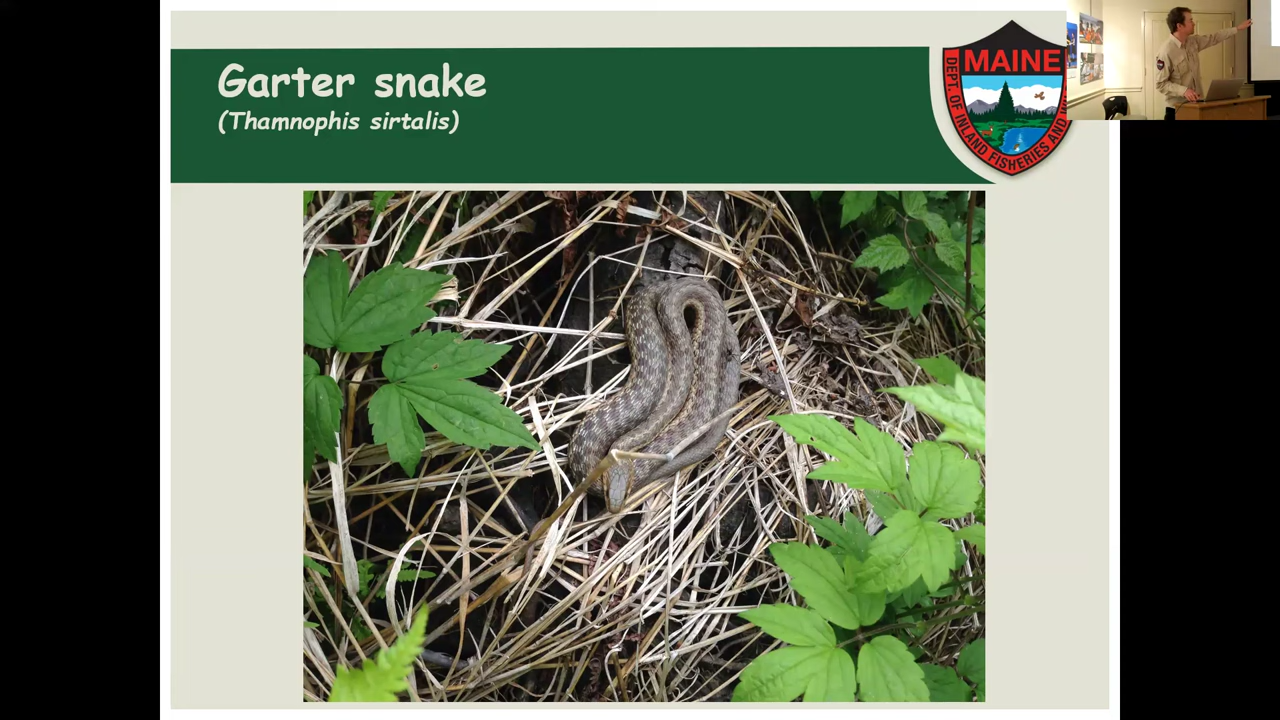 Garter snake
(Thamnophis sirtalis)
MAINE
DEPT. OF INLAND FISHERIES AND